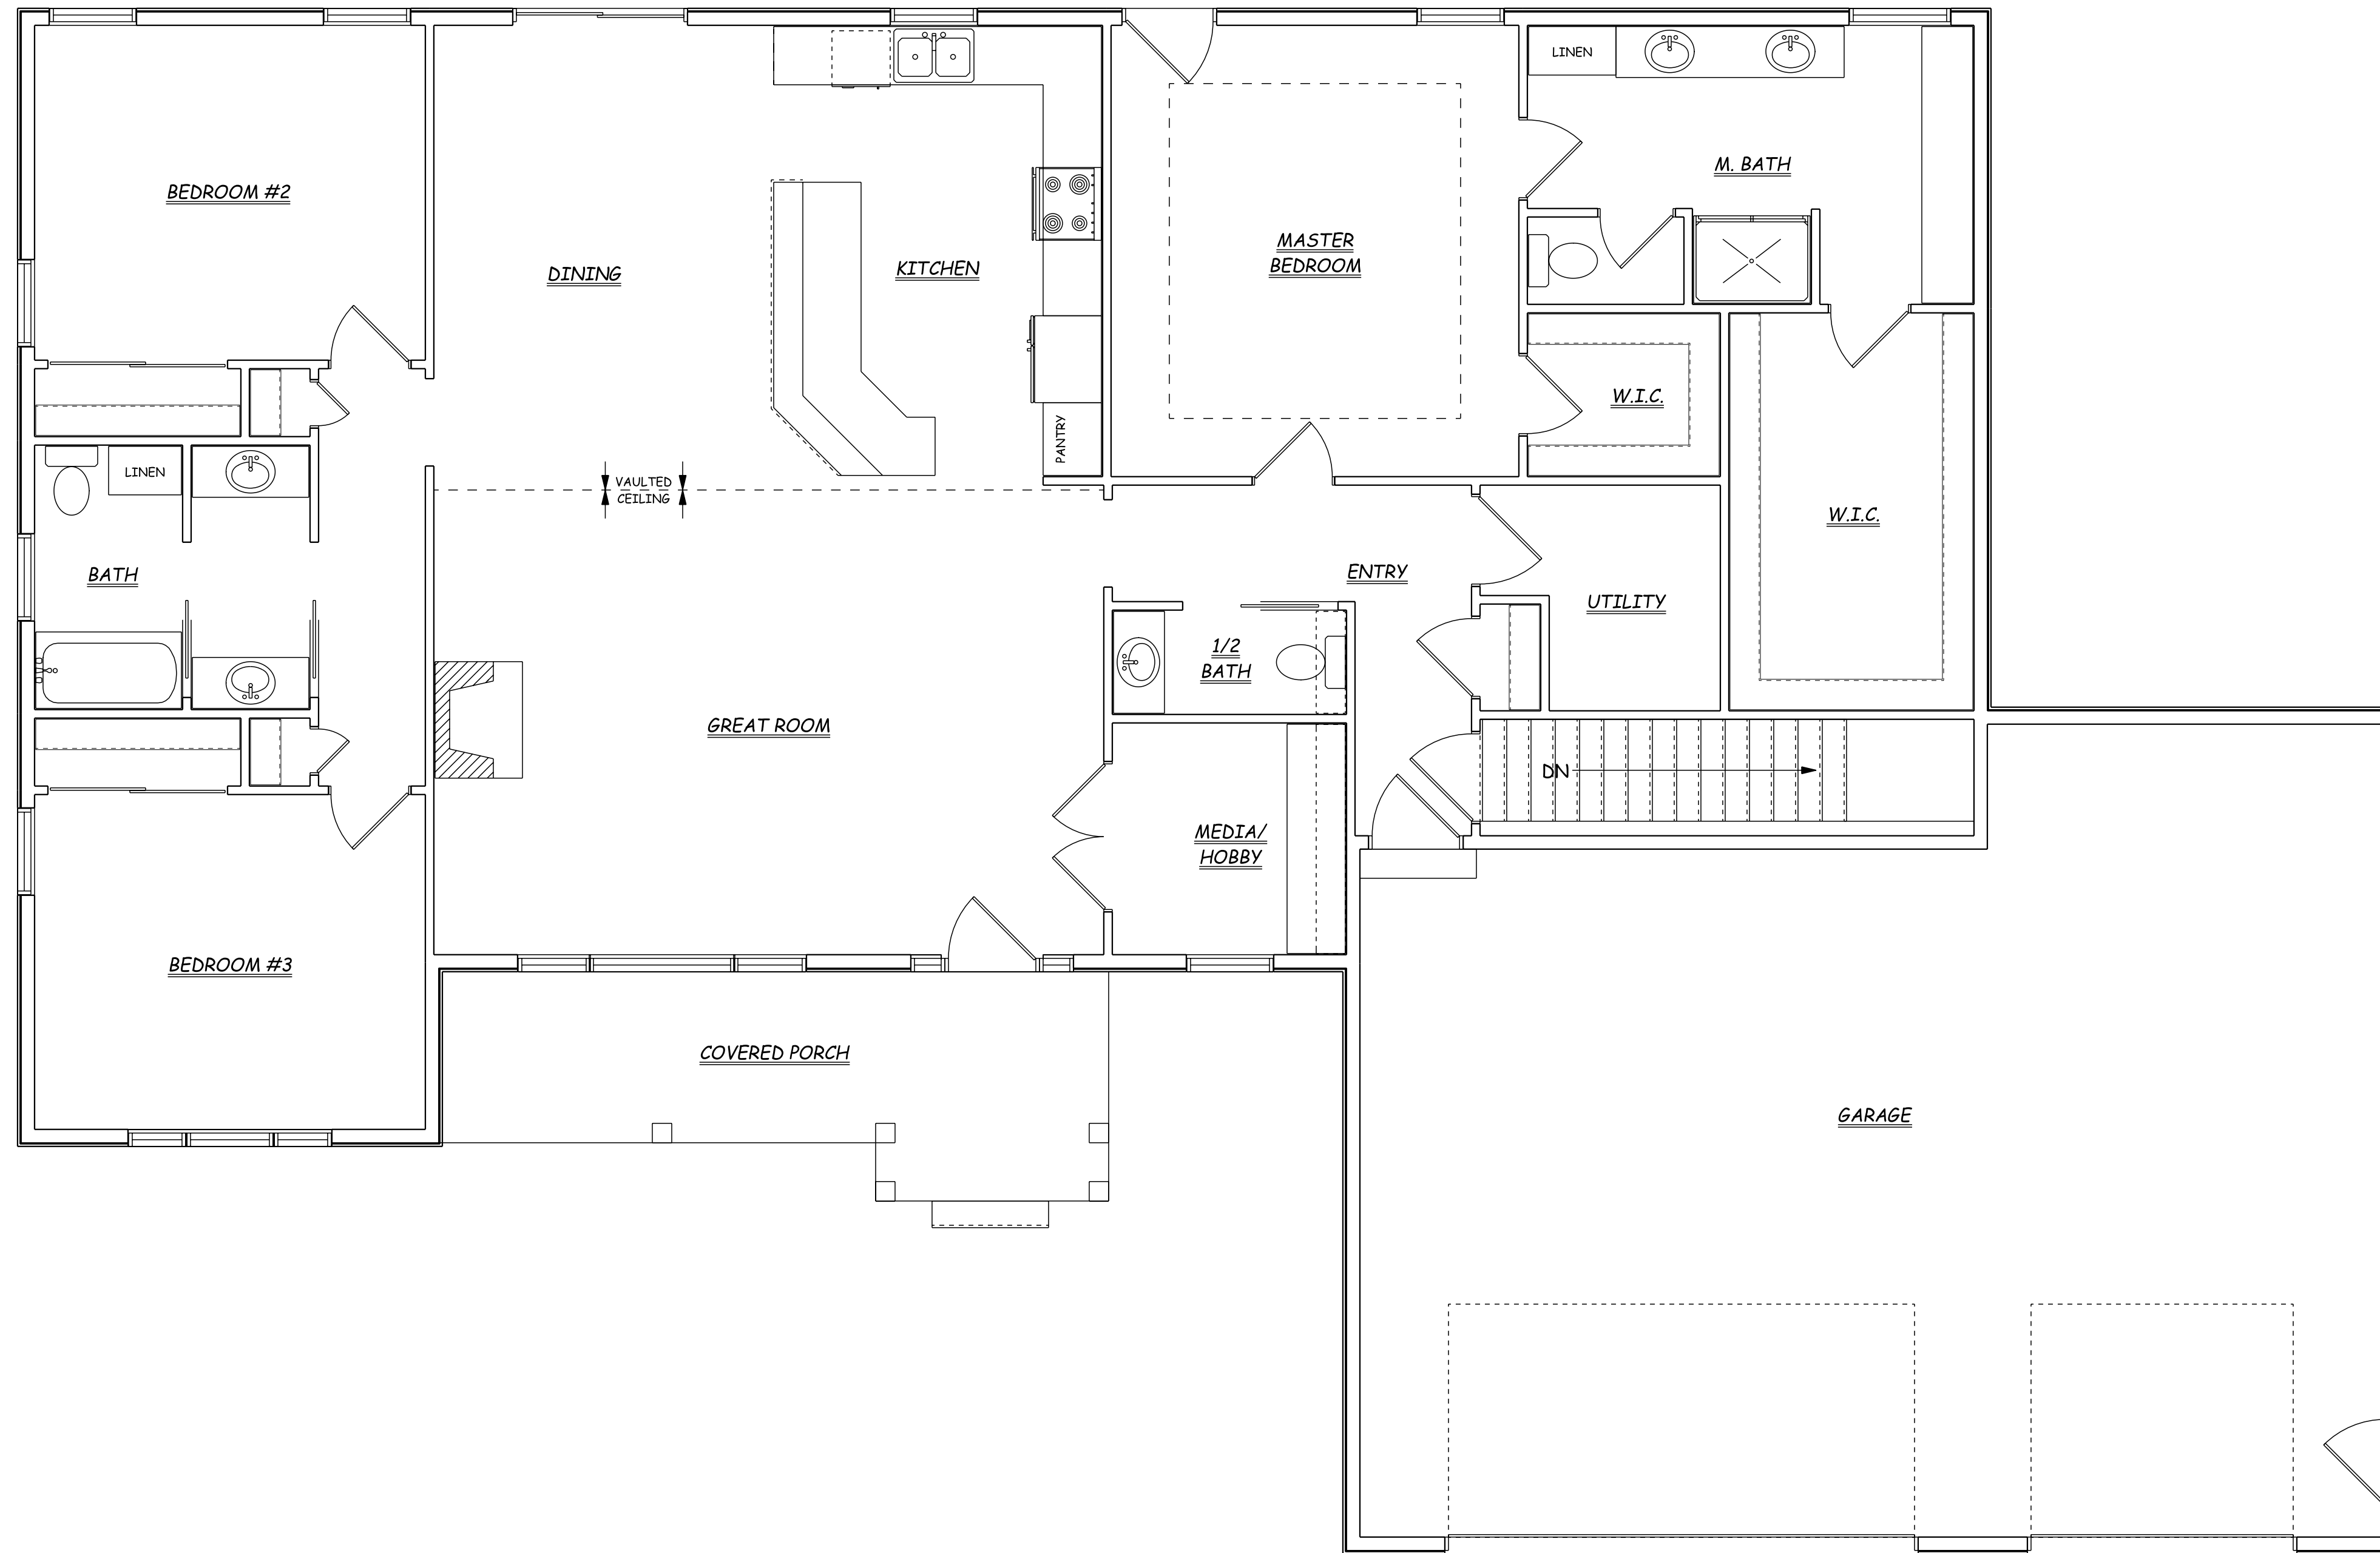 LINEN
M. BATH
BEDROOM #2
MASTER
BEDROOM
KITCHEN
DINING
W.I.C.
PANTRY
LINEN
VAULTED
CEILING
W.I.C.
ENTRY
BATH
UTILITY
1/2
BATH
GREAT ROOM
DN
MEDIA/
HOBBY
BEDROOM #3
COVERED PORCH
GARAGE